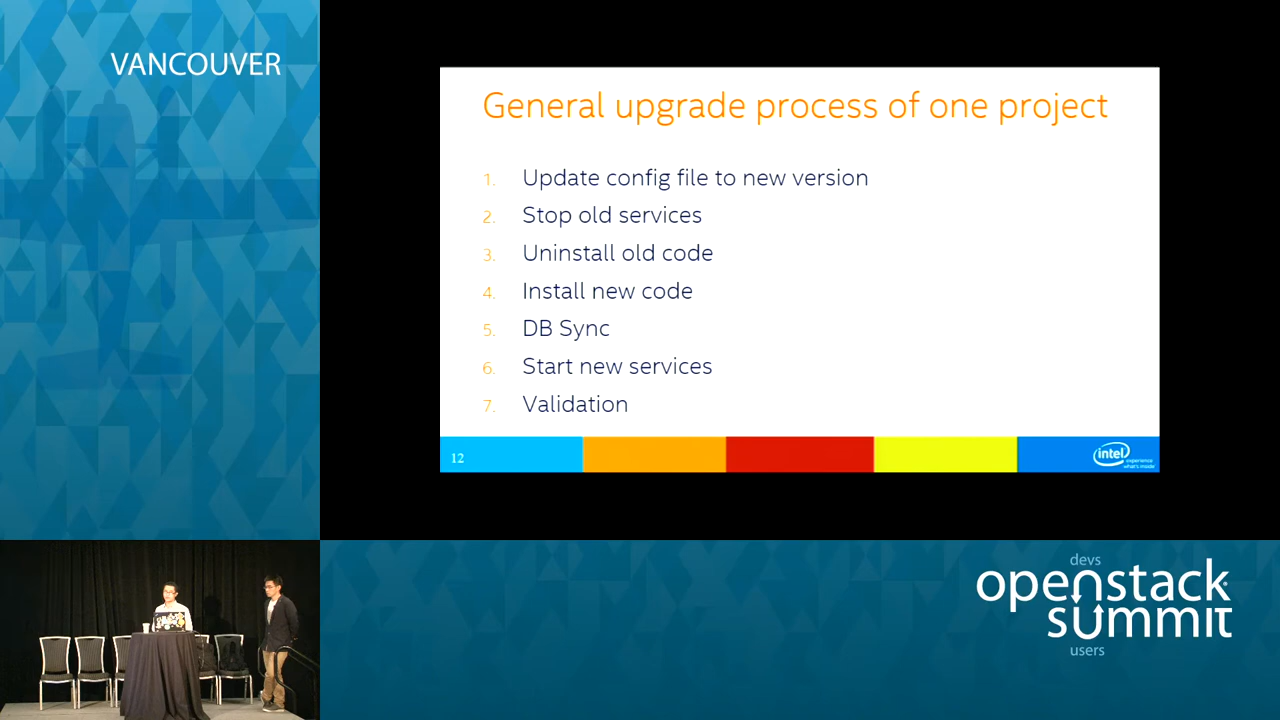 VANCOUVER
General upgrade process of one project
1. Update config file to new version
2. Stop old services
3. Uninstall old code
4. Install new code
5. DB Sync
6. Start new services
7. Validation
12
intel
experience
what's inside
devs
openstack
summit
users